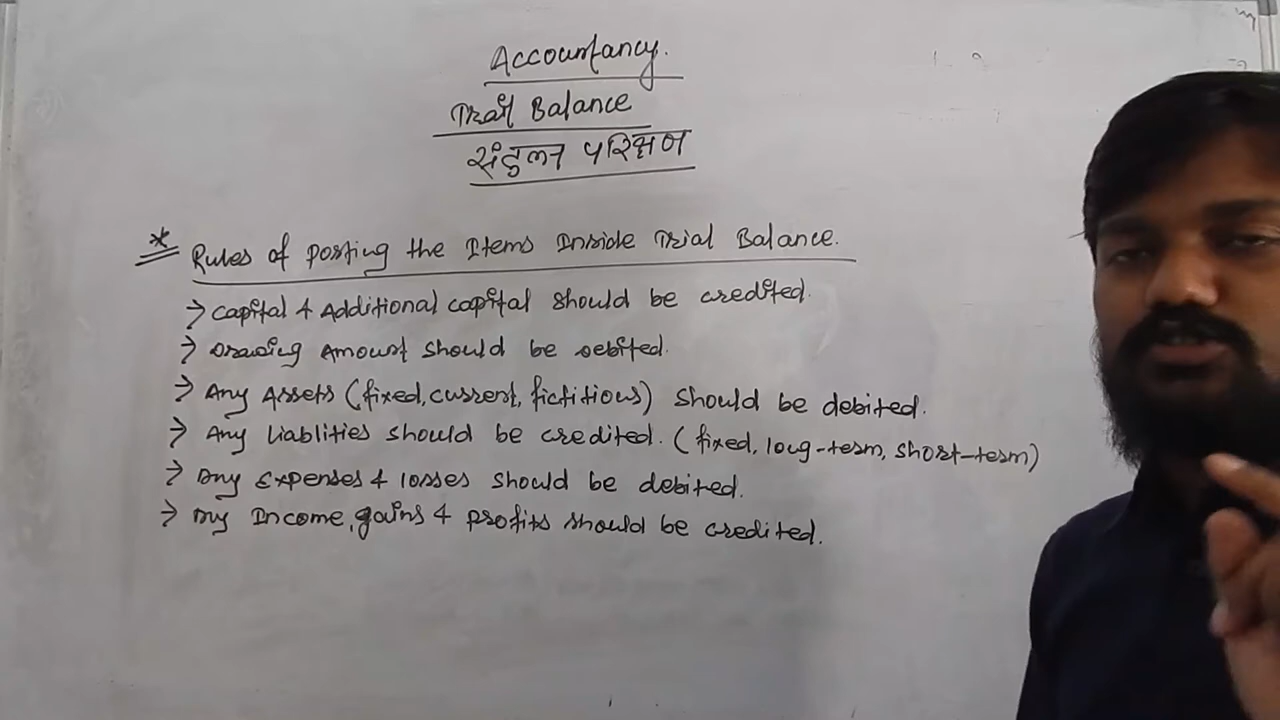 Accountancy.
Trail Balance
संतुलन परिक्षण
* Rules of posting the Items Inside Trial Balance.
> Capital & Additional capital should be credited.
> Drawing Amount should be debited.
> Any Assets (fixed, current, fictitious) should be debited.
> Any liablities should be credited. (fixed, long-term, short-term)
> Any Expenses & losses should be debited.
> Any Income, gains & profits should be credited.